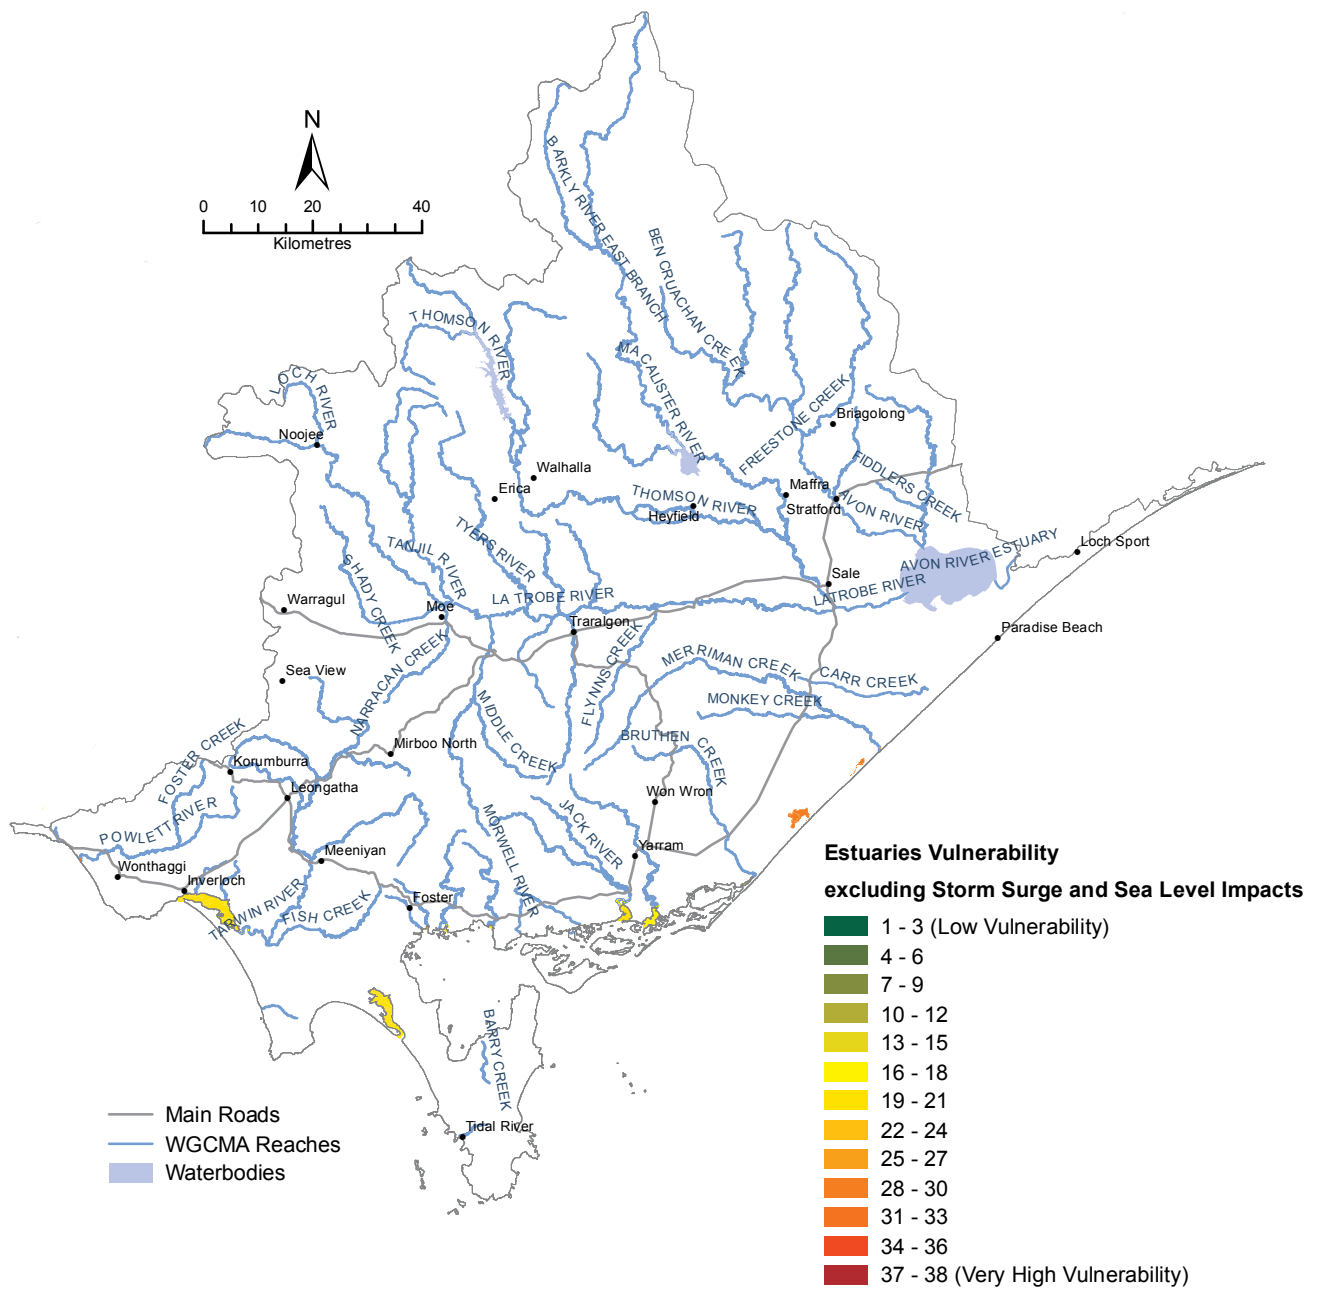 N
0 10 20 40
Kilometres
BARKLY RIVER EAST BRANCH
BEN CRUACHAN CREEK
THOMSON RIVER
MACALISTER RIVER
LOCH RIVER
Noojee
FREESTONE CREEK
Briagolong
Walhalla
Erica
FIDDLERS CREEK
Maffra
THOMSON RIVER
Heyfield
Stratford
AVON RIVER
TYERS RIVER
TANJIL RIVER
SHADY CREEK
AVON RIVER ESTUARY
Loch Sport
Sale
LATROBE RIVER
LA TROBE RIVER
Warragul
Moe
Traralgon
Paradise Beach
NARRACAN CREEK
FLYNNS CREEK
MERRIMAN CREEK
CARR CREEK
Sea View
MONKEY CREEK
MIDDLE CREEK
BRUTHEN CREEK
Mirboo North
FOSTER CREEK
Korumburra
Leongatha
POWLETT RIVER
Won Wron
JACK RIVER
MORWELL RIVER
Yarram
Meeniyan
Wonthaggi
Inverloch
TARWIN RIVER
FISH CREEK
Foster
BARRY CREEK
Tidal River
Main Roads
WGCMA Reaches
Waterbodies
Estuaries Vulnerability
excluding Storm Surge and Sea Level Impacts
1 - 3 (Low Vulnerability)
4 - 6
7 - 9
10 - 12
13 - 15
16 - 18
19 - 21
22 - 24
25 - 27
28 - 30
31 - 33
34 - 36
37 - 38 (Very High Vulnerability)